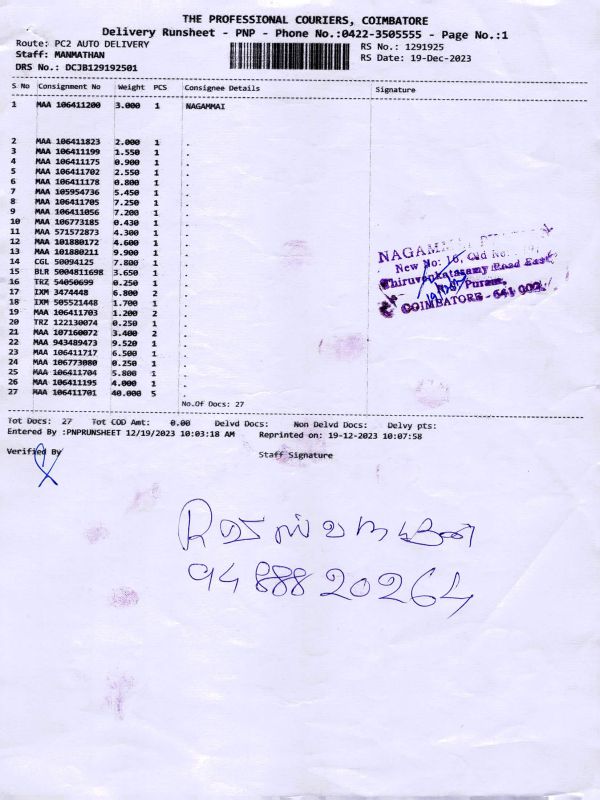 THE PROFESSIONAL COURIERS, COIMBATORE
Delivery Runsheet - PNP - Phone No.:0422-3505555 - Page No.:1
Route: PC2 AUTO DELIVERY
Staff: MANMATHAN
DRS No.: DCJB129192501
RS No.: 1291925
RS Date: 19-Dec-2023
S No Consignment No Weight PCS Consignee Details Signature
1 MAA 106411200 3.000 1 NAGAMMAI
2 MAA 106411823 2.000 1 .
3 MAA 106411199 1.550 1 .
4 MAA 106411175 0.900 1 .
5 MAA 106411702 2.550 1 .
6 MAA 106411178 0.800 1 .
7 MAA 105954736 5.450 1 .
8 MAA 106411705 7.250 1 .
9 MAA 106411056 7.200 1 .
10 MAA 106773185 0.430 1 .
11 MAA 571572873 4.300 1 .
12 MAA 101880172 4.600 1 .
13 MAA 101880211 9.900 1 .
14 CGL 50094125 7.800 1 .
15 BLR 5004811698 3.650 1 .
16 TRZ 54050699 0.250 1 .
17 IXM 3474448 6.800 2 .
18 IXM 505521448 1.700 1 .
19 MAA 106411703 1.200 2 .
20 TRZ 122130074 0.250 1 .
21 MAA 107160072 3.400 2 .
22 MAA 943489473 9.520 1 .
23 MAA 106411717 6.500 1 .
24 MAA 106773080 0.250 1 .
25 MAA 106411704 5.800 1 .
26 MAA 106411195 4.000 1 .
27 MAA 106411701 40.000 5 .
No.Of Docs: 27
NAGAM
New No: 16, Old No.
Thiruvenkatasamy Road East,
Puram,
COIMBATORE - 641 002.
Tot Docs: 27 Tot COD Amt: 0.00 Delvd Docs: Non Delvd Docs: Delvy pts:
Entered By :PNPRUNSHEET 12/19/2023 10:03:18 AM Reprinted on: 19-12-2023 10:07:58
Verified By Staff Signature
94 888 20264